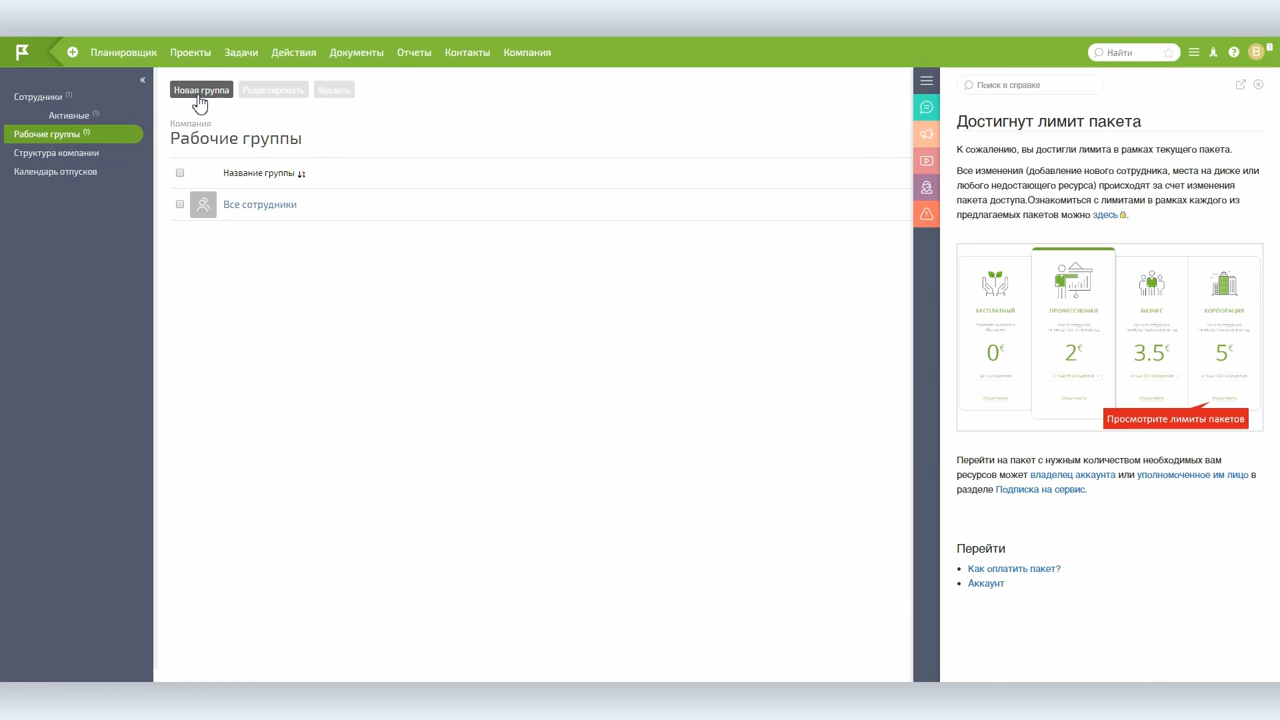 Планировщик Проекты Задачи Действия Документы Отчеты Контакты Компания
Найти
B
Сотрудники (1)
Активные (1)
Рабочие группы (1)
Структура компании
Календарь отпусков
Новая группа Редактировать Удалить
Компания
Рабочие группы
Название группы
Все сотрудники
Поиск в справке
Достигнут лимит пакета
К сожалению, вы достигли лимита в рамках текущего пакета.
Все изменения (добавление нового сотрудника, места на диске или
любого недостающего ресурса) происходят за счет изменения
пакета доступа.Ознакомиться с лимитами в рамках каждого из
предлагаемых пакетов можно здесь.
БЕСПЛАТНЫЙ ПРОФЕССИОНАЛ БИЗНЕС КОРПОРАЦИЯ
0€ 2€ 3.5€ 5€
Просмотрите лимиты пакетов
Перейти на пакет с нужным количеством необходимых вам
ресурсов может владелец аккаунта или уполномоченное им лицо в
разделе Подписка на сервис.
Перейти
Как оплатить пакет?
Аккаунт